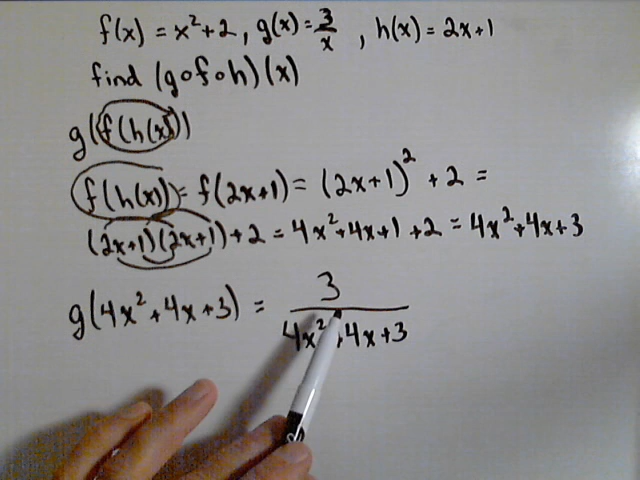 f(x) = x²+2, g(x) = 3/x , h(x) = 2x+1
find (g∘f∘h)(x)
g(f(h(x)))
f(h(x)) = f(2x+1) = (2x+1)² + 2 =
(2x+1)(2x+1)+2 = 4x²+4x+1+2 = 4x²+4x+3
g(4x²+4x+3) = 3/(4x²+4x+3)